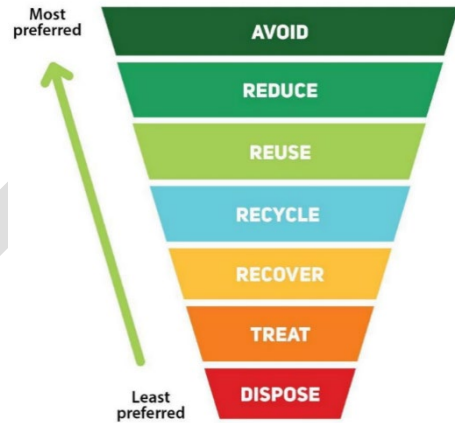 Most
preferred
AVOID
REDUCE
REUSE
RECYCLE
RECOVER
TREAT
DISPOSE
Least
preferred